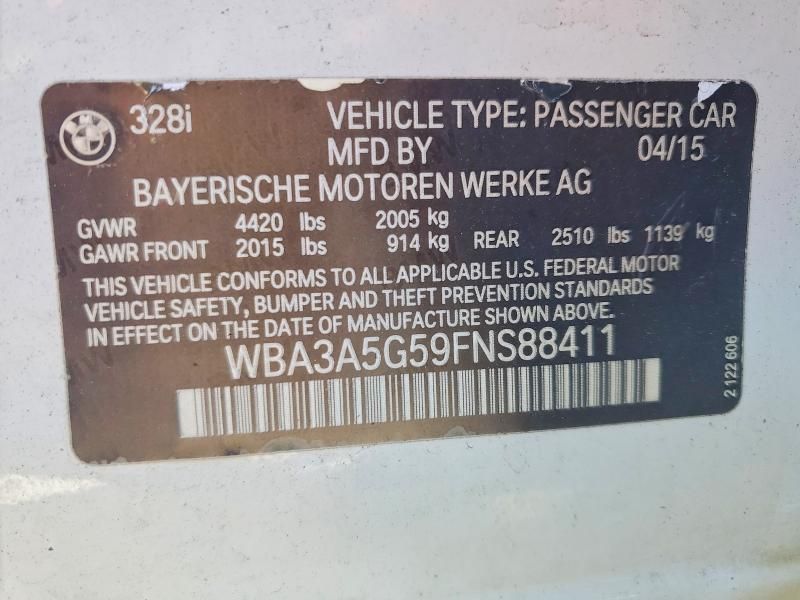 328i VEHICLE TYPE: PASSENGER CAR
MFD BY 04/15
BAYERISCHE MOTOREN WERKE AG
GVWR 4420 lbs 2005 kg
GAWR FRONT 2015 lbs 914 kg REAR 2510 lbs 1139 kg
THIS VEHICLE CONFORMS TO ALL APPLICABLE U.S. FEDERAL MOTOR
VEHICLE SAFETY, BUMPER AND THEFT PREVENTION STANDARDS
IN EFFECT ON THE DATE OF MANUFACTURE SHOWN ABOVE.
WBA3A5G59FNS88411
2 122 606